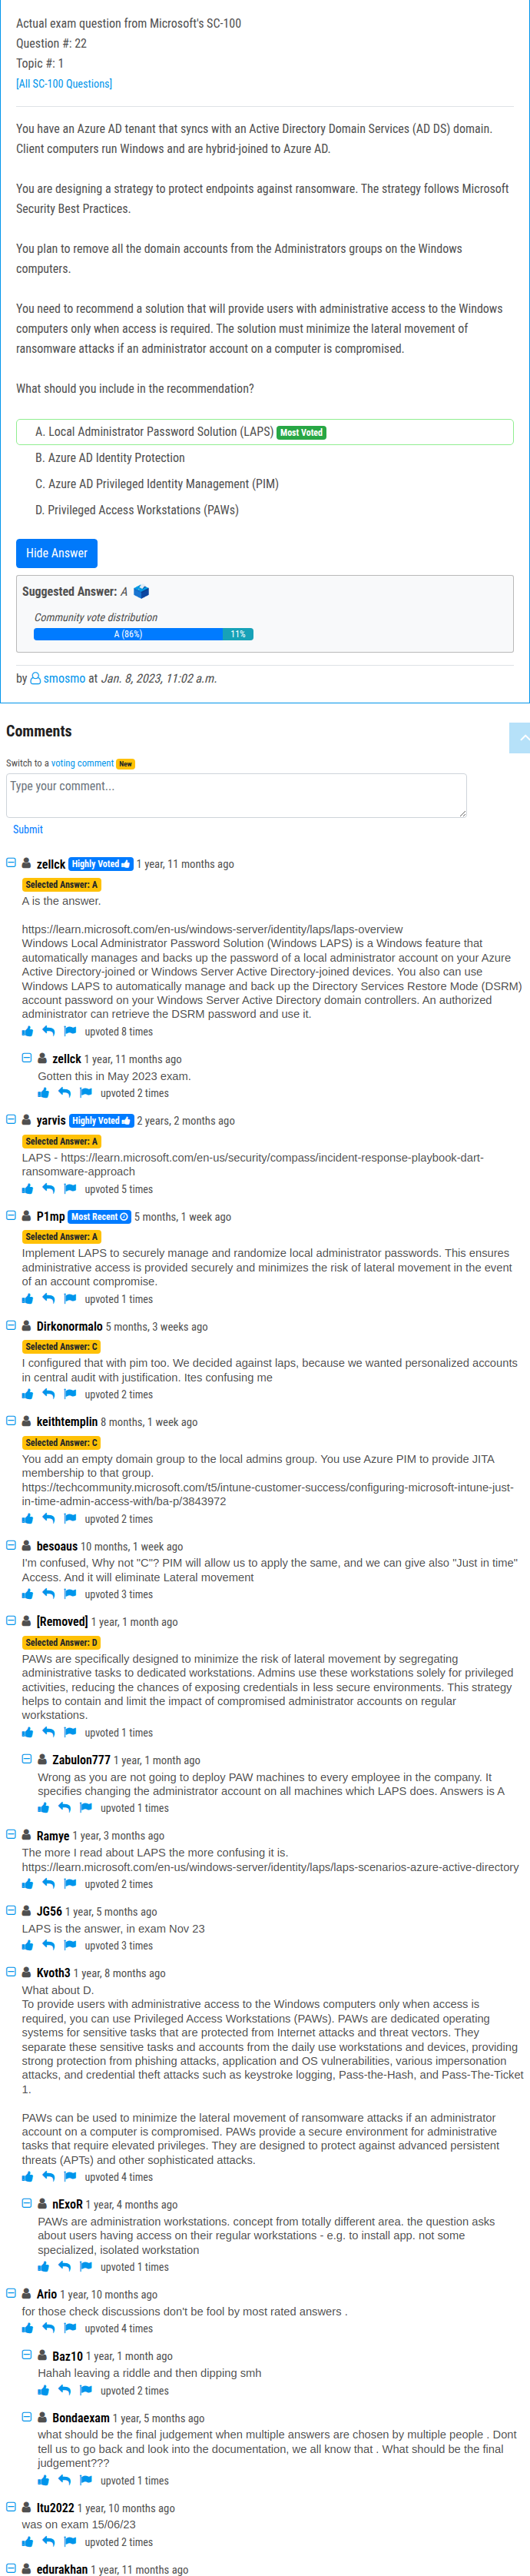 Actual exam question from Microsoft's SC-100
Question #: 22
Topic #: 1
[All SC-100 Questions]
You have an Azure AD tenant that syncs with an Active Directory Domain Services (AD DS) domain.
Client computers run Windows and are hybrid-joined to Azure AD.
You are designing a strategy to protect endpoints against ransomware. The strategy follows Microsoft
Security Best Practices.
You plan to remove all the domain accounts from the Administrators groups on the Windows
computers.
You need to recommend a solution that will provide users with administrative access to the Windows
computers only when access is required. The solution must minimize the lateral movement of
ransomware attacks if an administrator account on a computer is compromised.
What should you include in the recommendation?
A. Local Administrator Password Solution (LAPS) Most Voted
B. Azure AD Identity Protection
C. Azure AD Privileged Identity Management (PIM)
D. Privileged Access Workstations (PAWs)
Hide Answer
Suggested Answer: A
Community vote distribution
A (86%) 11%
by smosmo at Jan. 8, 2023, 11:02 a.m.
Comments
Switch to a voting comment New
Type your comment...
Submit
zellck Highly Voted 1 year, 11 months ago
Selected Answer: A
A is the answer.
https://learn.microsoft.com/en-us/windows-server/identity/laps/laps-overview
Windows Local Administrator Password Solution (Windows LAPS) is a Windows feature that
automatically manages and backs up the password of a local administrator account on your Azure
Active Directory-joined or Windows Server Active Directory-joined devices. You also can use
Windows LAPS to automatically manage and back up the Directory Services Restore Mode (DSRM)
account password on your Windows Server Active Directory domain controllers. An authorized
administrator can retrieve the DSRM password and use it.
upvoted 8 times
zellck 1 year, 11 months ago
Gotten this in May 2023 exam.
upvoted 2 times
yarvis Highly Voted 2 years, 2 months ago
Selected Answer: A
LAPS - https://learn.microsoft.com/en-us/security/compass/incident-response-playbook-dart-
ransomware-approach
upvoted 5 times
P1mp Most Recent 5 months, 1 week ago
Selected Answer: A
Implement LAPS to securely manage and randomize local administrator passwords. This ensures
administrative access is provided securely and minimizes the risk of lateral movement in the event
of an account compromise.
upvoted 1 times
Dirkonormalo 5 months, 3 weeks ago
Selected Answer: C
I configured that with pim too. We decided against laps, because we wanted personalized accounts
in central audit with justification. Ites confusing me
upvoted 2 times
keithtemplin 8 months, 1 week ago
Selected Answer: C
You add an empty domain group to the local admins group. You use Azure PIM to provide JITA
membership to that group.
https://techcommunity.microsoft.com/t5/intune-customer-success/configuring-microsoft-intune-just-
in-time-admin-access-with/ba-p/3843972
upvoted 2 times
besoaus 10 months, 1 week ago
I'm confused, Why not "C"? PIM will allow us to apply the same, and we can give also "Just in time"
Access. And it will eliminate Lateral movement
upvoted 3 times
[Removed] 1 year, 1 month ago
Selected Answer: D
PAWs are specifically designed to minimize the risk of lateral movement by segregating
administrative tasks to dedicated workstations. Admins use these workstations solely for privileged
activities, reducing the chances of exposing credentials in less secure environments. This strategy
helps to contain and limit the impact of compromised administrator accounts on regular
workstations.
upvoted 1 times
Zabulon777 1 year, 1 month ago
Wrong as you are not going to deploy PAW machines to every employee in the company. It
specifies changing the administrator account on all machines which LAPS does. Answers is A
upvoted 1 times
Ramye 1 year, 3 months ago
The more I read about LAPS the more confusing it is.
https://learn.microsoft.com/en-us/windows-server/identity/laps/laps-scenarios-azure-active-directory
upvoted 2 times
JG56 1 year, 5 months ago
LAPS is the answer, in exam Nov 23
upvoted 3 times
Kvoth3 1 year, 8 months ago
What about D.
To provide users with administrative access to the Windows computers only when access is
required, you can use Privileged Access Workstations (PAWs). PAWs are dedicated operating
systems for sensitive tasks that are protected from Internet attacks and threat vectors. They
separate these sensitive tasks and accounts from the daily use workstations and devices, providing
strong protection from phishing attacks, application and OS vulnerabilities, various impersonation
attacks, and credential theft attacks such as keystroke logging, Pass-the-Hash, and Pass-The-Ticket
1.
PAWs can be used to minimize the lateral movement of ransomware attacks if an administrator
account on a computer is compromised. PAWs provide a secure environment for administrative
tasks that require elevated privileges. They are designed to protect against advanced persistent
threats (APTs) and other sophisticated attacks.
upvoted 4 times
nExoR 1 year, 4 months ago
PAWs are administration workstations. concept from totally different area. the question asks
about users having access on their regular workstations - e.g. to install app. not some
specialized, isolated workstation
upvoted 1 times
Ario 1 year, 10 months ago
for those check discussions don't be fool by most rated answers .
upvoted 4 times
Baz10 1 year, 1 month ago
Hahah leaving a riddle and then dipping smh
upvoted 2 times
Bondaexam 1 year, 5 months ago
what should be the final judgement when multiple answers are chosen by multiple people . Dont
tell us to go back and look into the documentation, we all know that . What should be the final
judgement???
upvoted 1 times
Itu2022 1 year, 10 months ago
was on exam 15/06/23
upvoted 2 times
edurakhan 1 year, 11 months ago